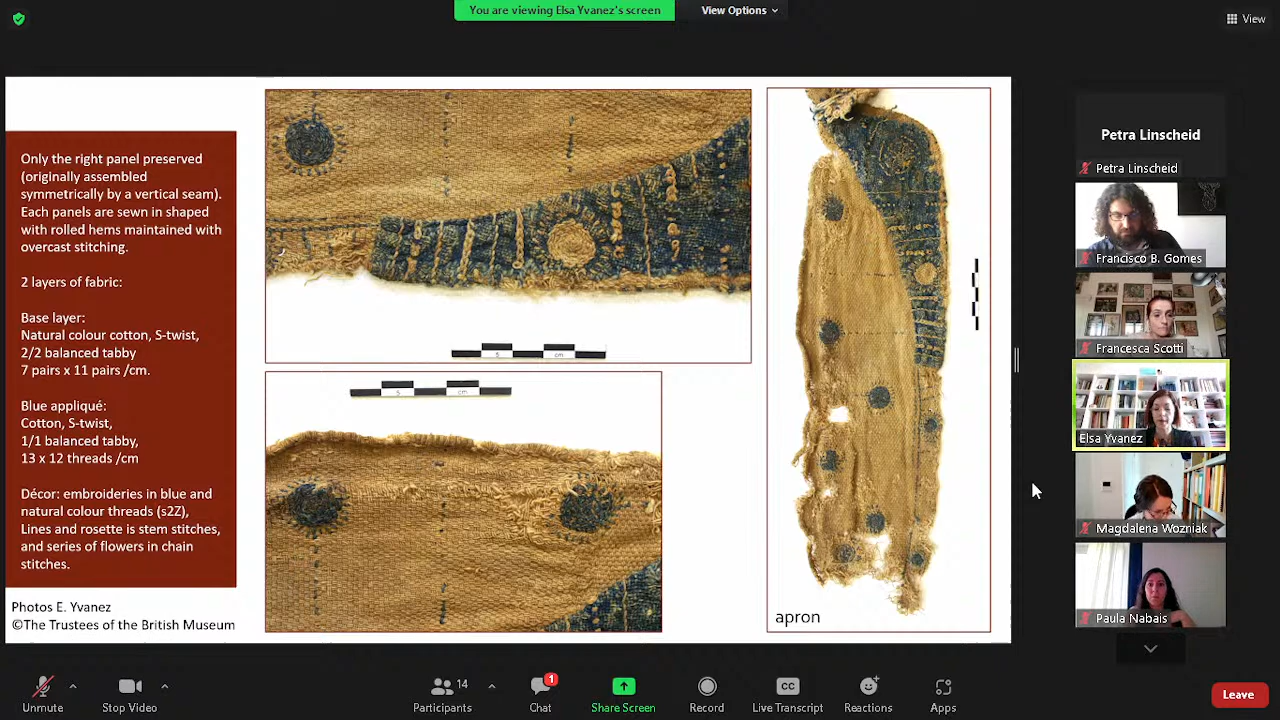 You are viewing Elsa Yvanez's screen
View Options
View
Only the right panel preserved
(originally assembled
symmetrically by a vertical seam).
Each panels are sewn in shaped
with rolled hems maintained with
overcast stitching.
2 layers of fabric:
Base layer:
Natural colour cotton, S-twist,
2/2 balanced tabby
7 pairs x 11 pairs /cm.
Blue appliqué:
Cotton, S-twist,
1/1 balanced tabby,
13 x 12 threads /cm
Décor: embroideries in blue and
natural colour threads (s2Z),
Lines and rosette is stem stitches,
and series of flowers in chain
stitches.
Photos E. Yvanez
©The Trustees of the British Museum
5 cm
5 cm
apron
Petra Linscheid
Petra Linscheid
Francisco B. Gomes
Francesca Scotti
Elsa Yvanez
Magdalena Wozniak
Paula Nabais
Unmute
Stop Video
14
Participants
1
Chat
Share Screen
Record
CC
Live Transcript
Reactions
Apps
Leave